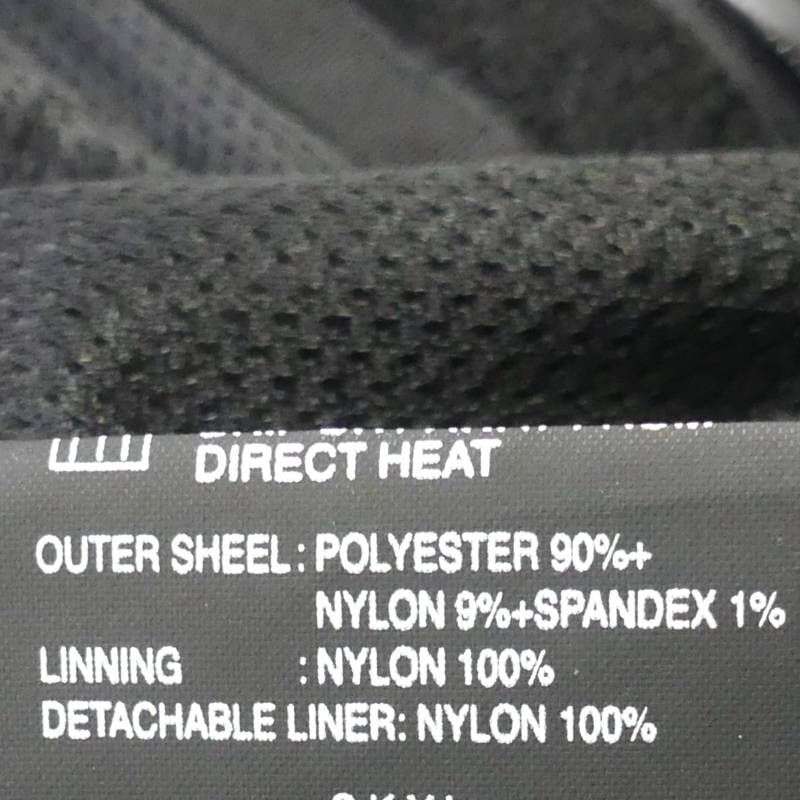 DIRECT HEAT
OUTER SHEEL: POLYESTER 90%+
NYLON 9%+SPANDEX 1%
LINNING : NYLON 100%
DETACHABLE LINER: NYLON 100%